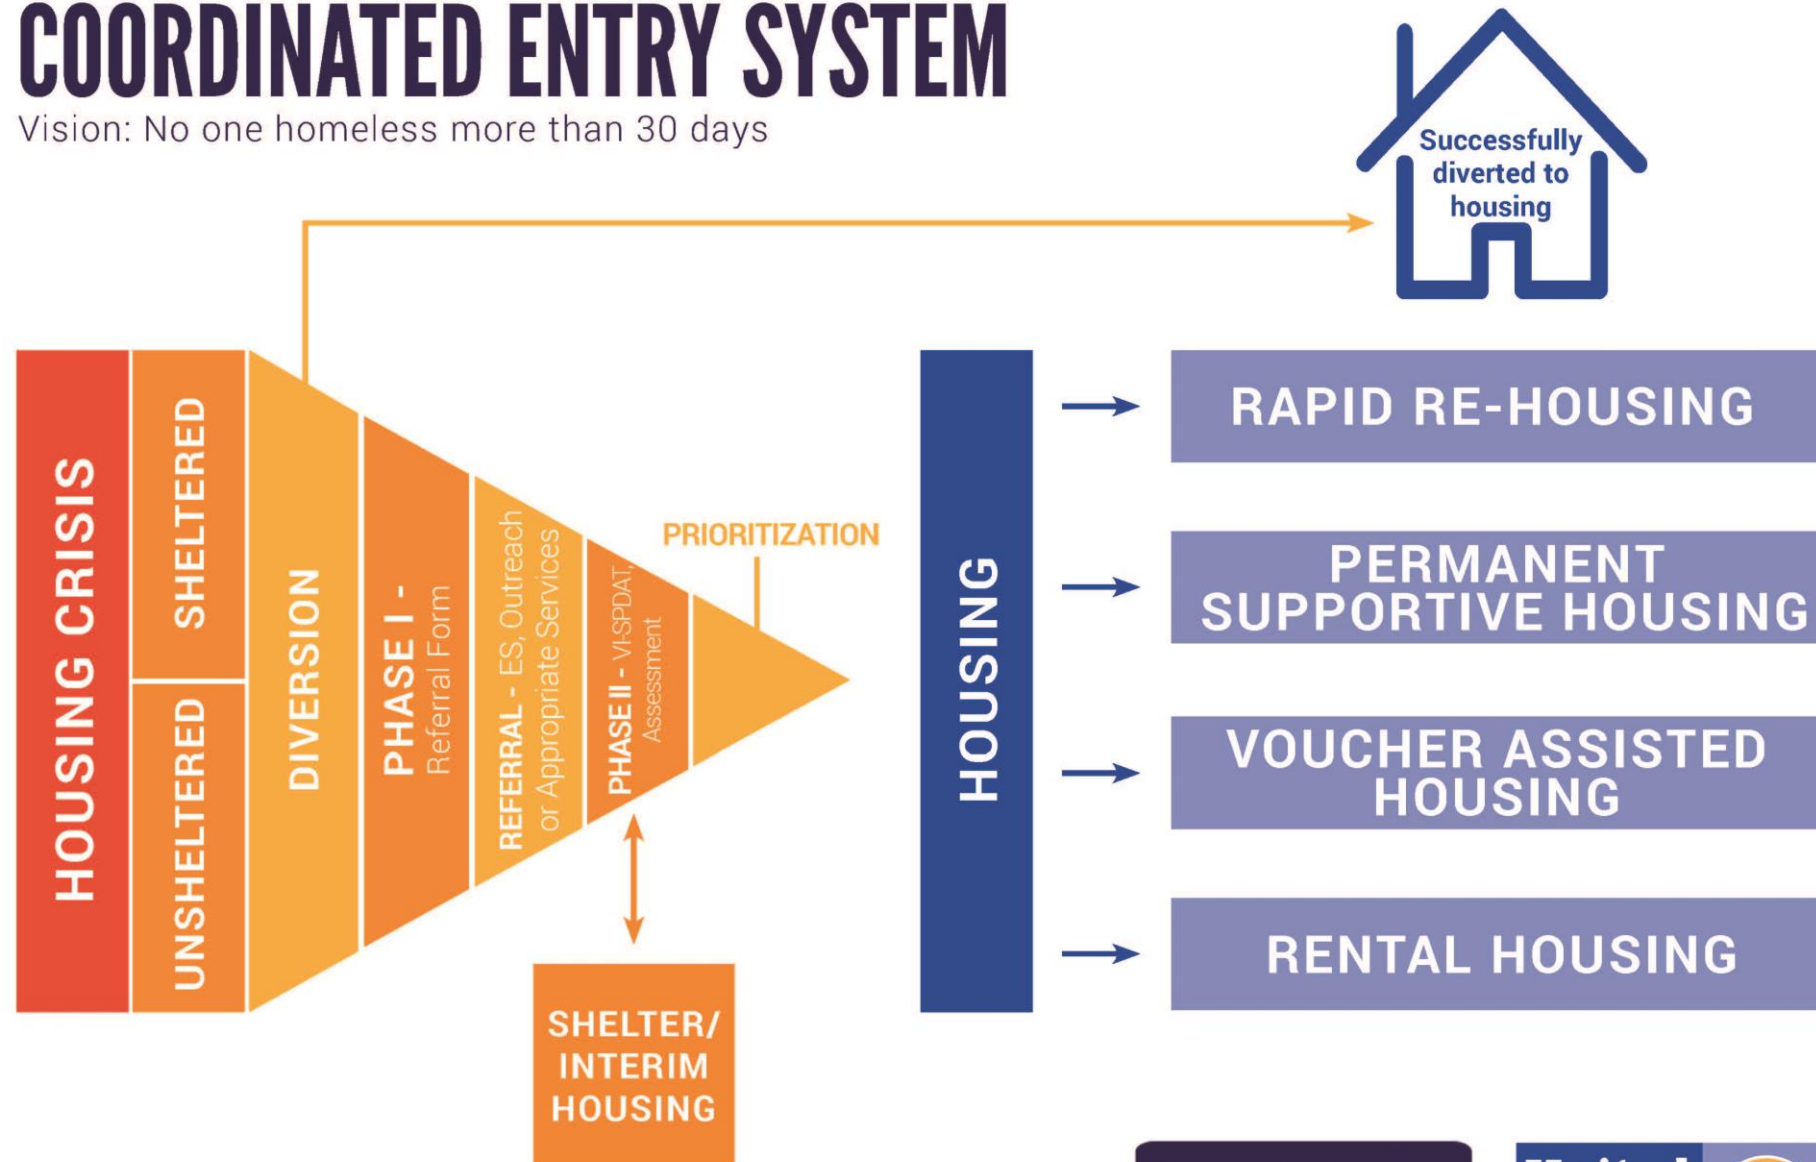 COORDINATED ENTRY SYSTEM
Vision: No one homeless more than 30 days
Successfully
diverted to
housing
HOUSING CRISIS
SHELTERED
UNSHELTERED
DIVERSION
PHASE I -
Referral Form
REFERRAL - ES, Outreach
or Appropriate Services
PHASE II - VI-SPDAT,
Assessment
PRIORITIZATION
SHELTER/
INTERIM
HOUSING
HOUSING
RAPID RE-HOUSING
PERMANENT
SUPPORTIVE HOUSING
VOUCHER ASSISTED
HOUSING
RENTAL HOUSING